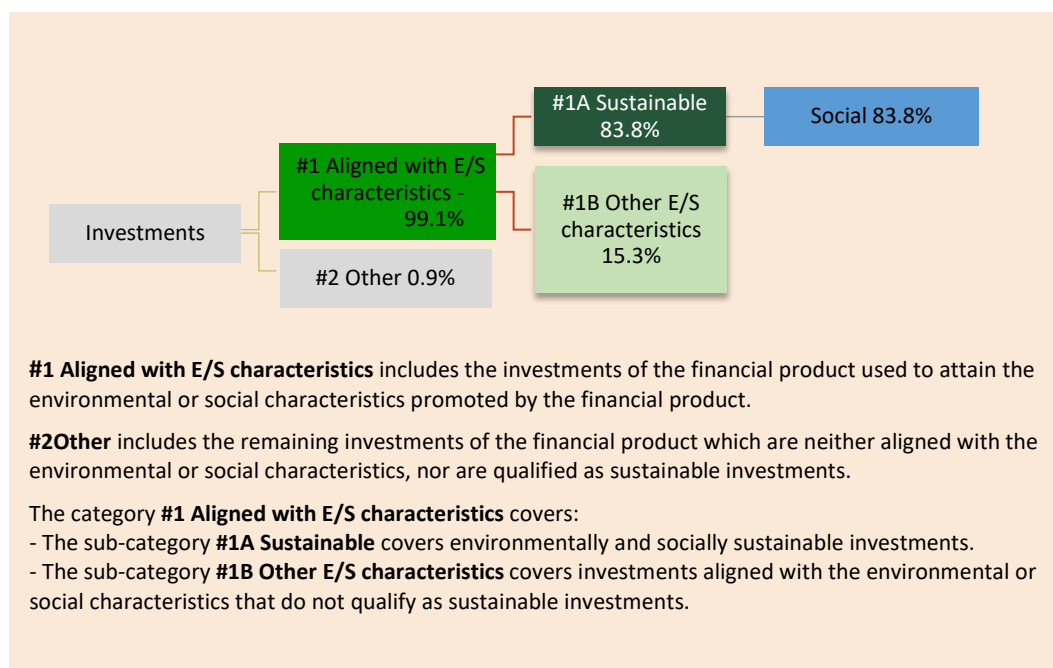 Investments
#1 Aligned with E/S
characteristics -
99.1%
#2 Other 0.9%
#1A Sustainable
83.8%
#1B Other E/S
characteristics
15.3%
Social 83.8%
#1 Aligned with E/S characteristics includes the investments of the financial product used to attain the
environmental or social characteristics promoted by the financial product.
#2Other includes the remaining investments of the financial product which are neither aligned with the
environmental or social characteristics, nor are qualified as sustainable investments.
The category #1 Aligned with E/S characteristics covers:
- The sub-category #1A Sustainable covers environmentally and socially sustainable investments.
- The sub-category #1B Other E/S characteristics covers investments aligned with the environmental or
social characteristics that do not qualify as sustainable investments.